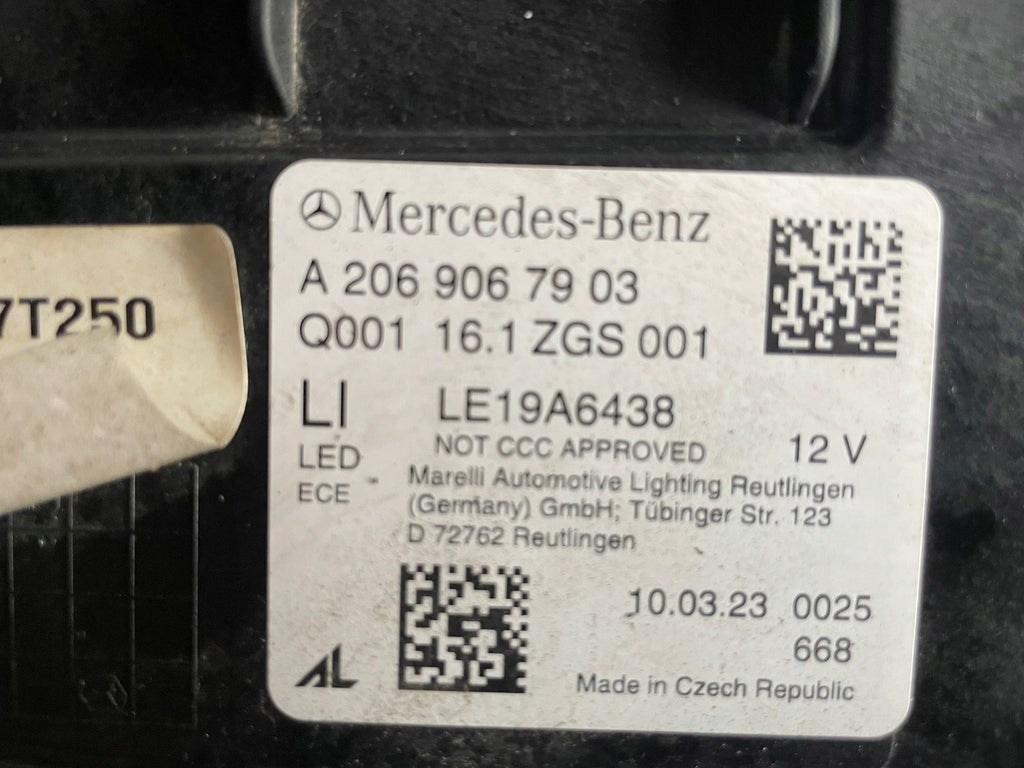 Mercedes-Benz
A 206 906 79 03
Q001 16.1 ZGS 001
7T250
LI LE19A6438
LED NOT CCC APPROVED 12 V
ECE
Marelli Automotive Lighting Reutlingen
(Germany) GmbH; Tübinger Str. 123
D 72762 Reutlingen
10.03.23 0025
668
AL
Made in Czech Republic